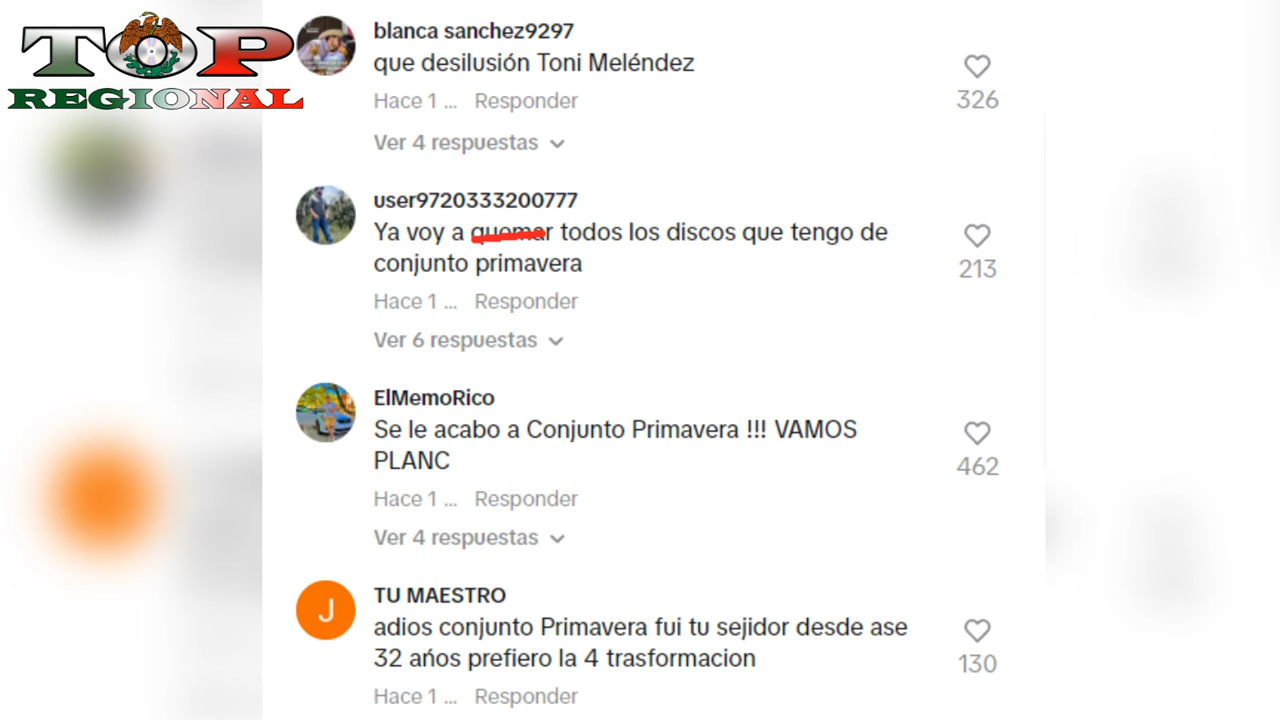 TOP
REGIONAL
blanca sanchez9297
que desilusión Toni Meléndez
326
Hace 1 ... Responder
Ver 4 respuestas
user9720333200777
Ya voy a quemar todos los discos que tengo de
conjunto primavera
213
Hace 1 ... Responder
Ver 6 respuestas
ElMemoRico
Se le acabo a Conjunto Primavera !!! VAMOS
PLANC
462
Hace 1 ... Responder
Ver 4 respuestas
J
TU MAESTRO
adios conjunto Primavera fui tu sejidor desde ase
32 ańos prefiero la 4 trasformacion
130
Hace 1 ... Responder